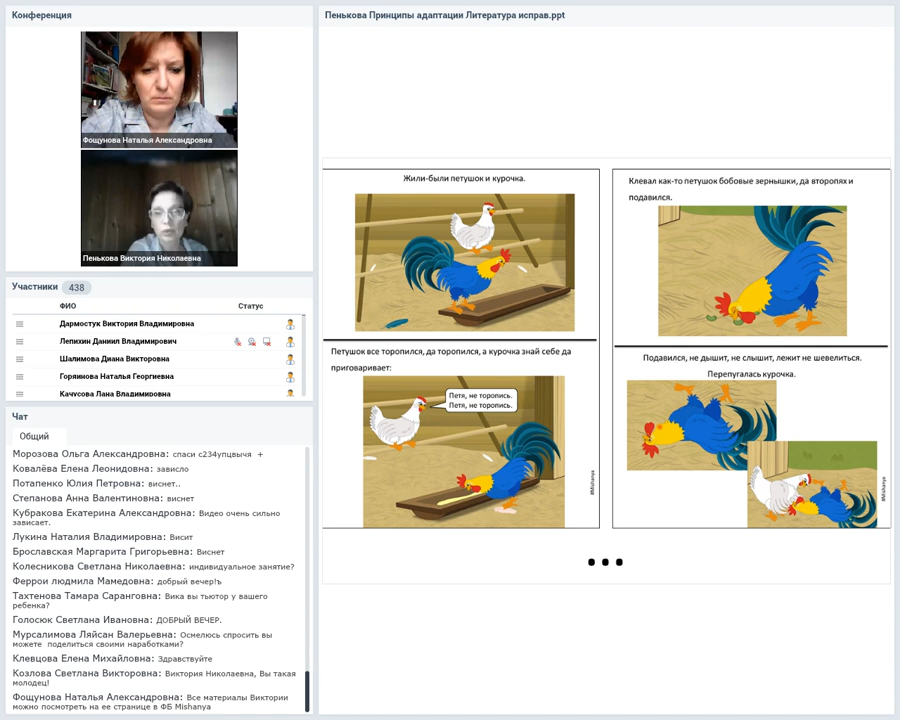 Конференция
Фощунова Наталья Александровна
Пенькова Виктория Николаевна
Участники 438
ФИО Статус
Дармостук Виктория Владимировна
Лепихин Даниил Владимирович
Шалимова Диана Викторовна
Горяинова Наталья Георгиевна
Качусова Лана Владимировна
Чат
Общий
Морозова Ольга Александровна: спаси с234упцвычя +
Ковалёва Елена Леонидовна: зависло
Потапенко Юлия Петровна: виснет..
Степанова Анна Валентиновна: виснет
Кубракова Екатерина Александровна: Видео очень сильно
зависает.
Лукина Наталия Владимировна: Висит
Брославская Маргарита Григорьевна: Виснет
Колесникова Светлана Николаевна: индивидуальное занятие?
Феррои людмила Мамедовна: добрый вечер!ъ
Тахтенова Тамара Саранговна: Вика вы тьютор у вашего
ребенка?
Голосюк Светлана Ивановна: ДОБРЫЙ ВЕЧЕР.
Мурсалимова Ляйсан Валерьевна: Осмелюсь спросить вы
можете поделиться своими наработками?
Клевцова Елена Михайловна: Здравствуйте
Козлова Светлана Викторовна: Виктория Николаевна, Вы такая
молодец!
Фощунова Наталья Александровна: Все материалы Виктории
можно посмотреть на ее странице в ФБ Mishanya
Пенькова Принципы адаптации Литература исправ.ppt
Жили-были петушок и курочка.
Петушок все торопился, да торопился, а курочка знай себе да
приговаривает:
Петя, не торопись.
Петя, не торопись.
#Mishanya
Клевал как-то петушок бобовые зернышки, да второпях и
подавился.
Подавился, не дышит, не слышит, лежит не шевелиться.
Перепугалась курочка.
#Mishanya
...